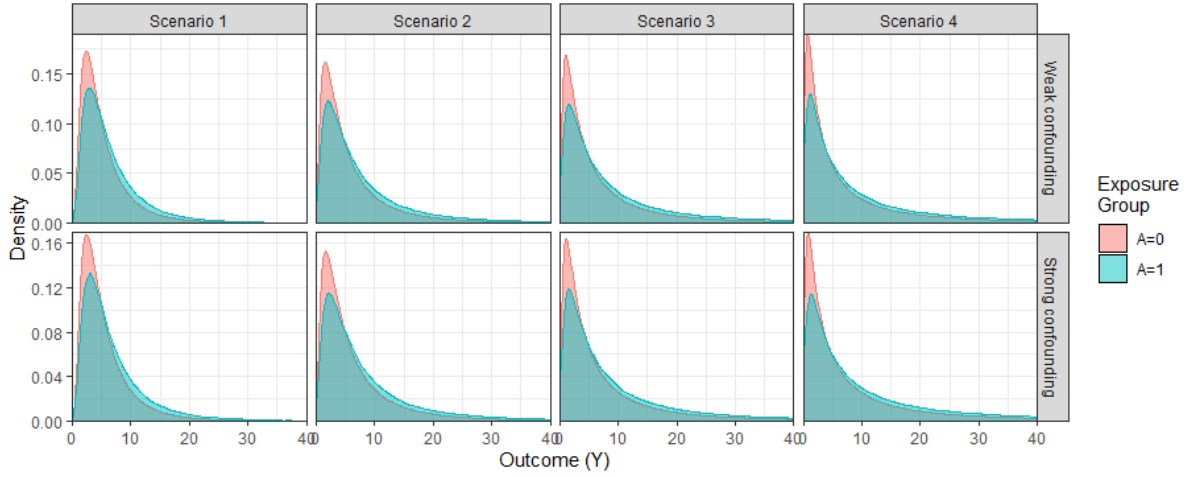 Scenario 1
Scenario 2
Scenario 3
Scenario 4
0.15
0.10
0.05
0.00
Weak confounding
Density
0.16
0.12
0.08
0.04
0.00
Strong confounding
0 10 20 30 40
0 10 20 30 40
0 10 20 30 40
0 10 20 30 40
Outcome (Y)
Exposure
Group
A=0
A=1